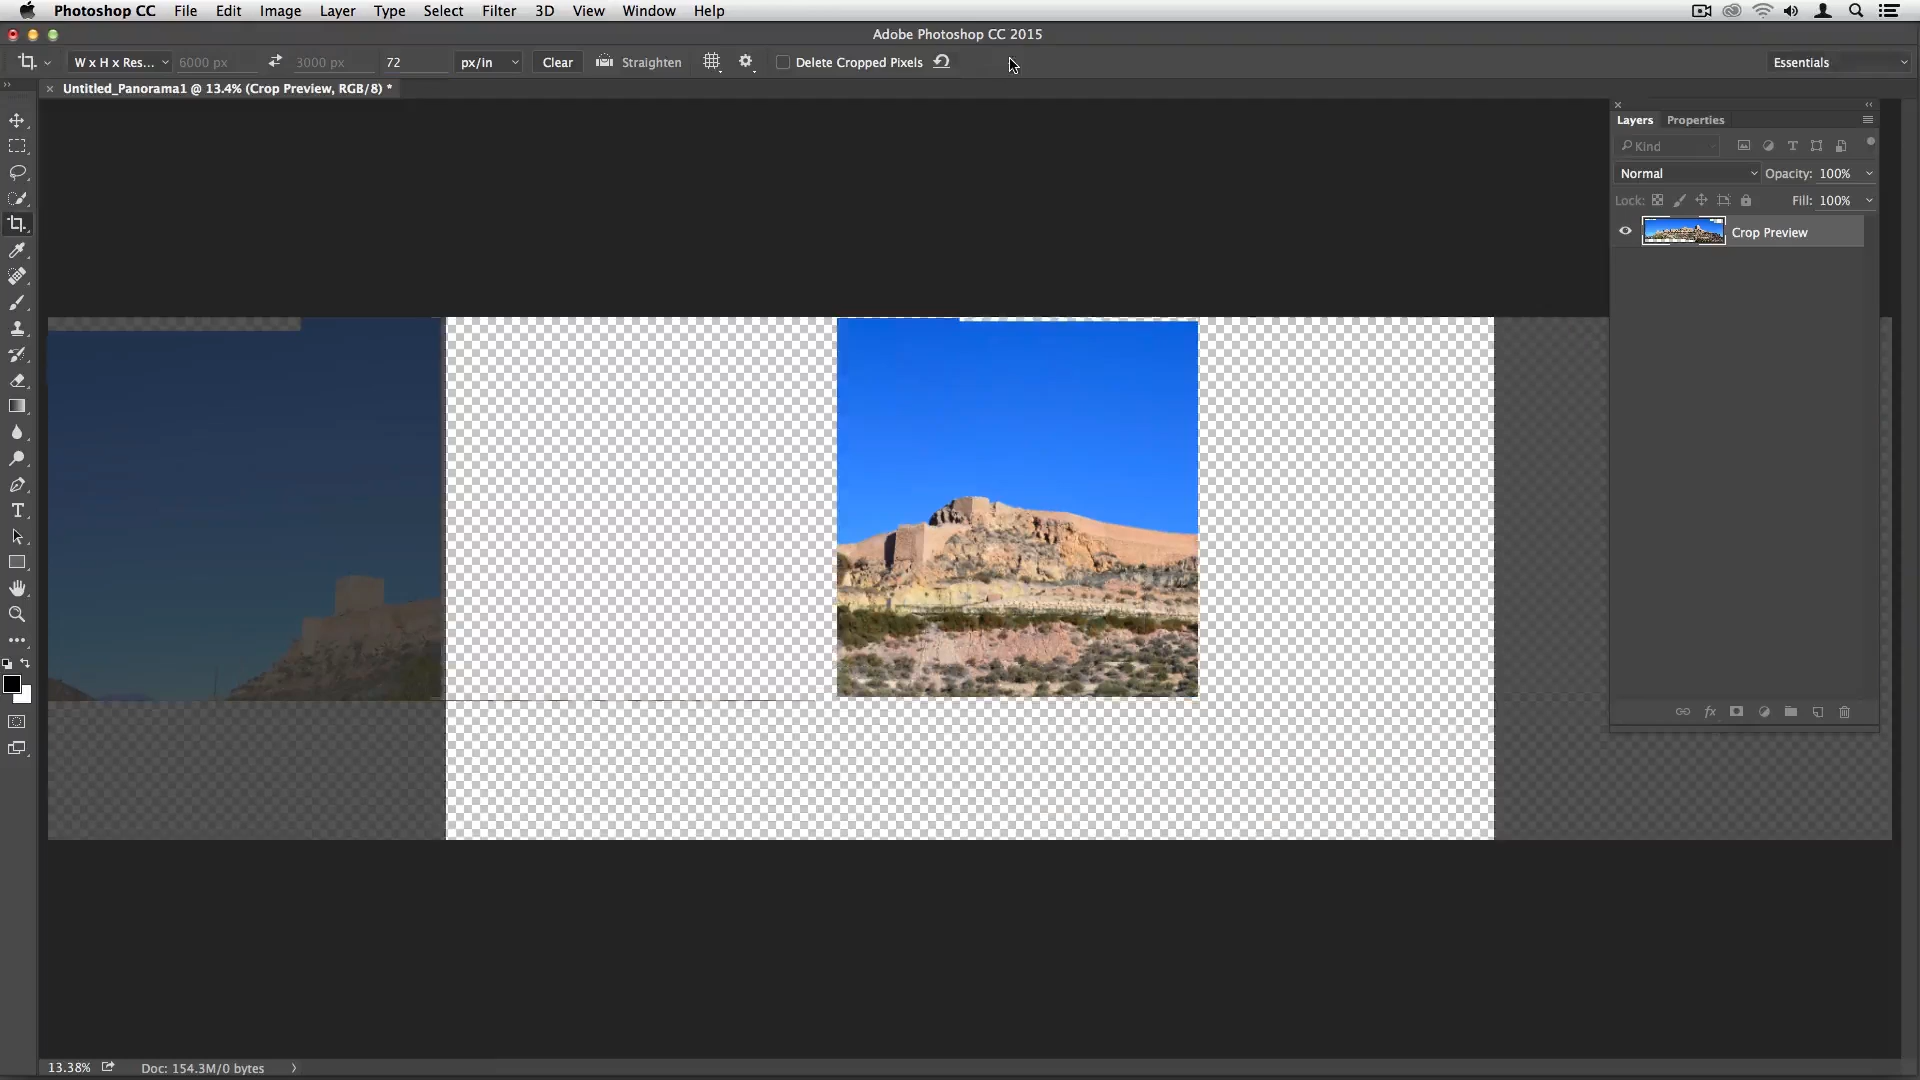 Photoshop CC File Edit Image Layer Type Select Filter 3D View Window Help
Adobe Photoshop CC 2015
W x H x Res... 6000 px 3000 px 72 px/in Clear Straighten Delete Cropped Pixels Essentials
Untitled_Panorama1 @ 13.4% (Crop Preview, RGB/8) *
Layers Properties
Kind
Normal Opacity: 100%
Lock: Fill: 100%
Crop Preview
fx
13.38% Doc: 154.3M/0 bytes